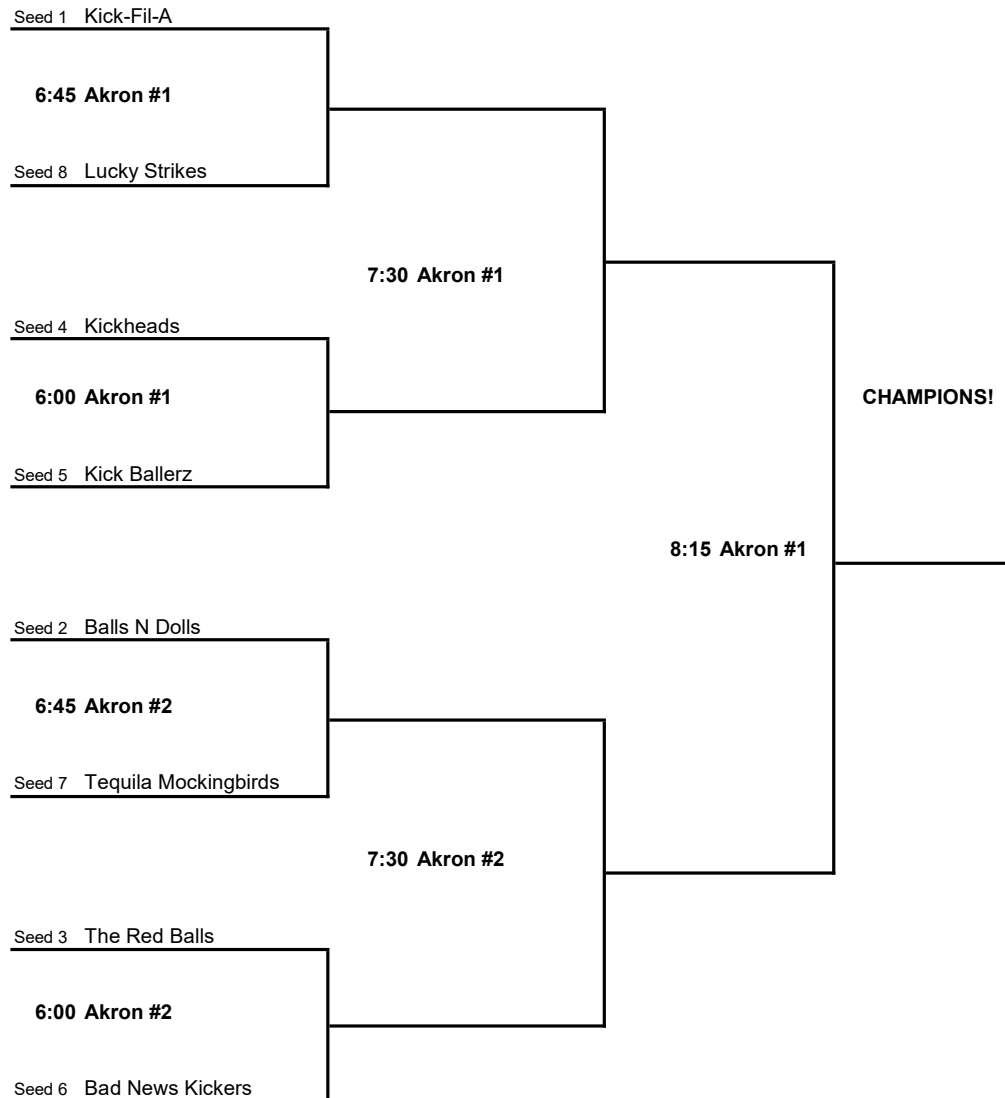 Seed 1 Kick-Fil-A
6:45 Akron #1
Seed 8 Lucky Strikes
7:30 Akron #1
Seed 4 Kickheads
6:00 Akron #1
CHAMPIONS!
Seed 5 Kick Ballerz
8:15 Akron #1
Seed 2 Balls N Dolls
6:45 Akron #2
Seed 7 Tequila Mockingbirds
7:30 Akron #2
Seed 3 The Red Balls
6:00 Akron #2
Seed 6 Bad News Kickers